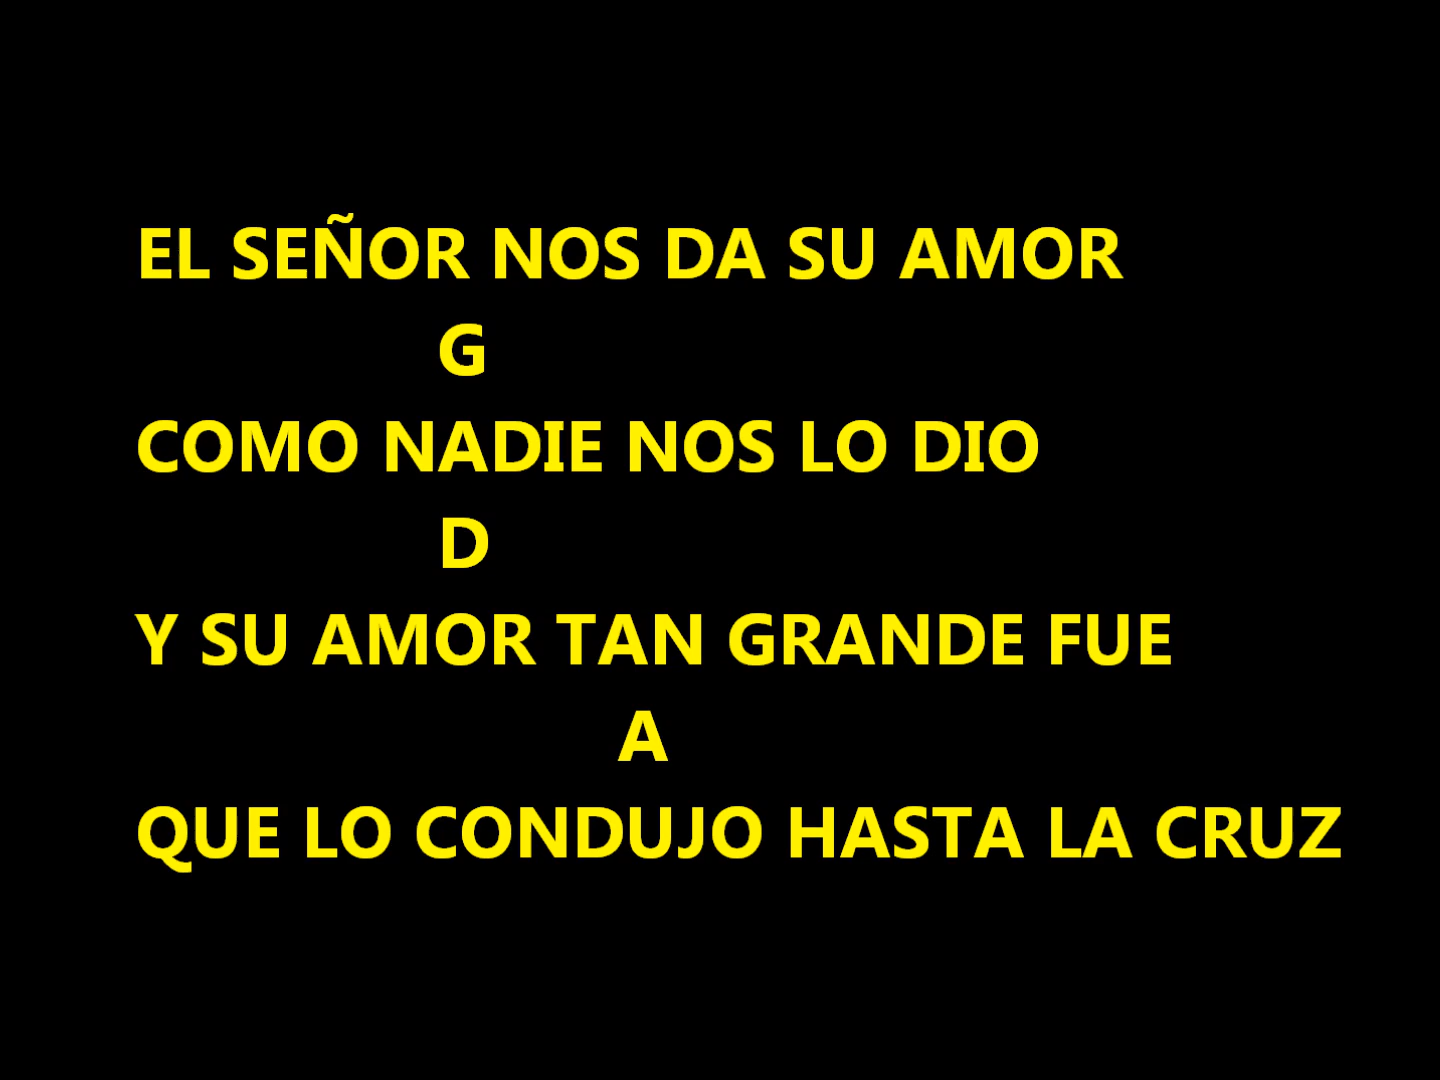 EL SEÑOR NOS DA SU AMOR
G
COMO NADIE NOS LO DIO
D
Y SU AMOR TAN GRANDE FUE
A
QUE LO CONDUJO HASTA LA CRUZ